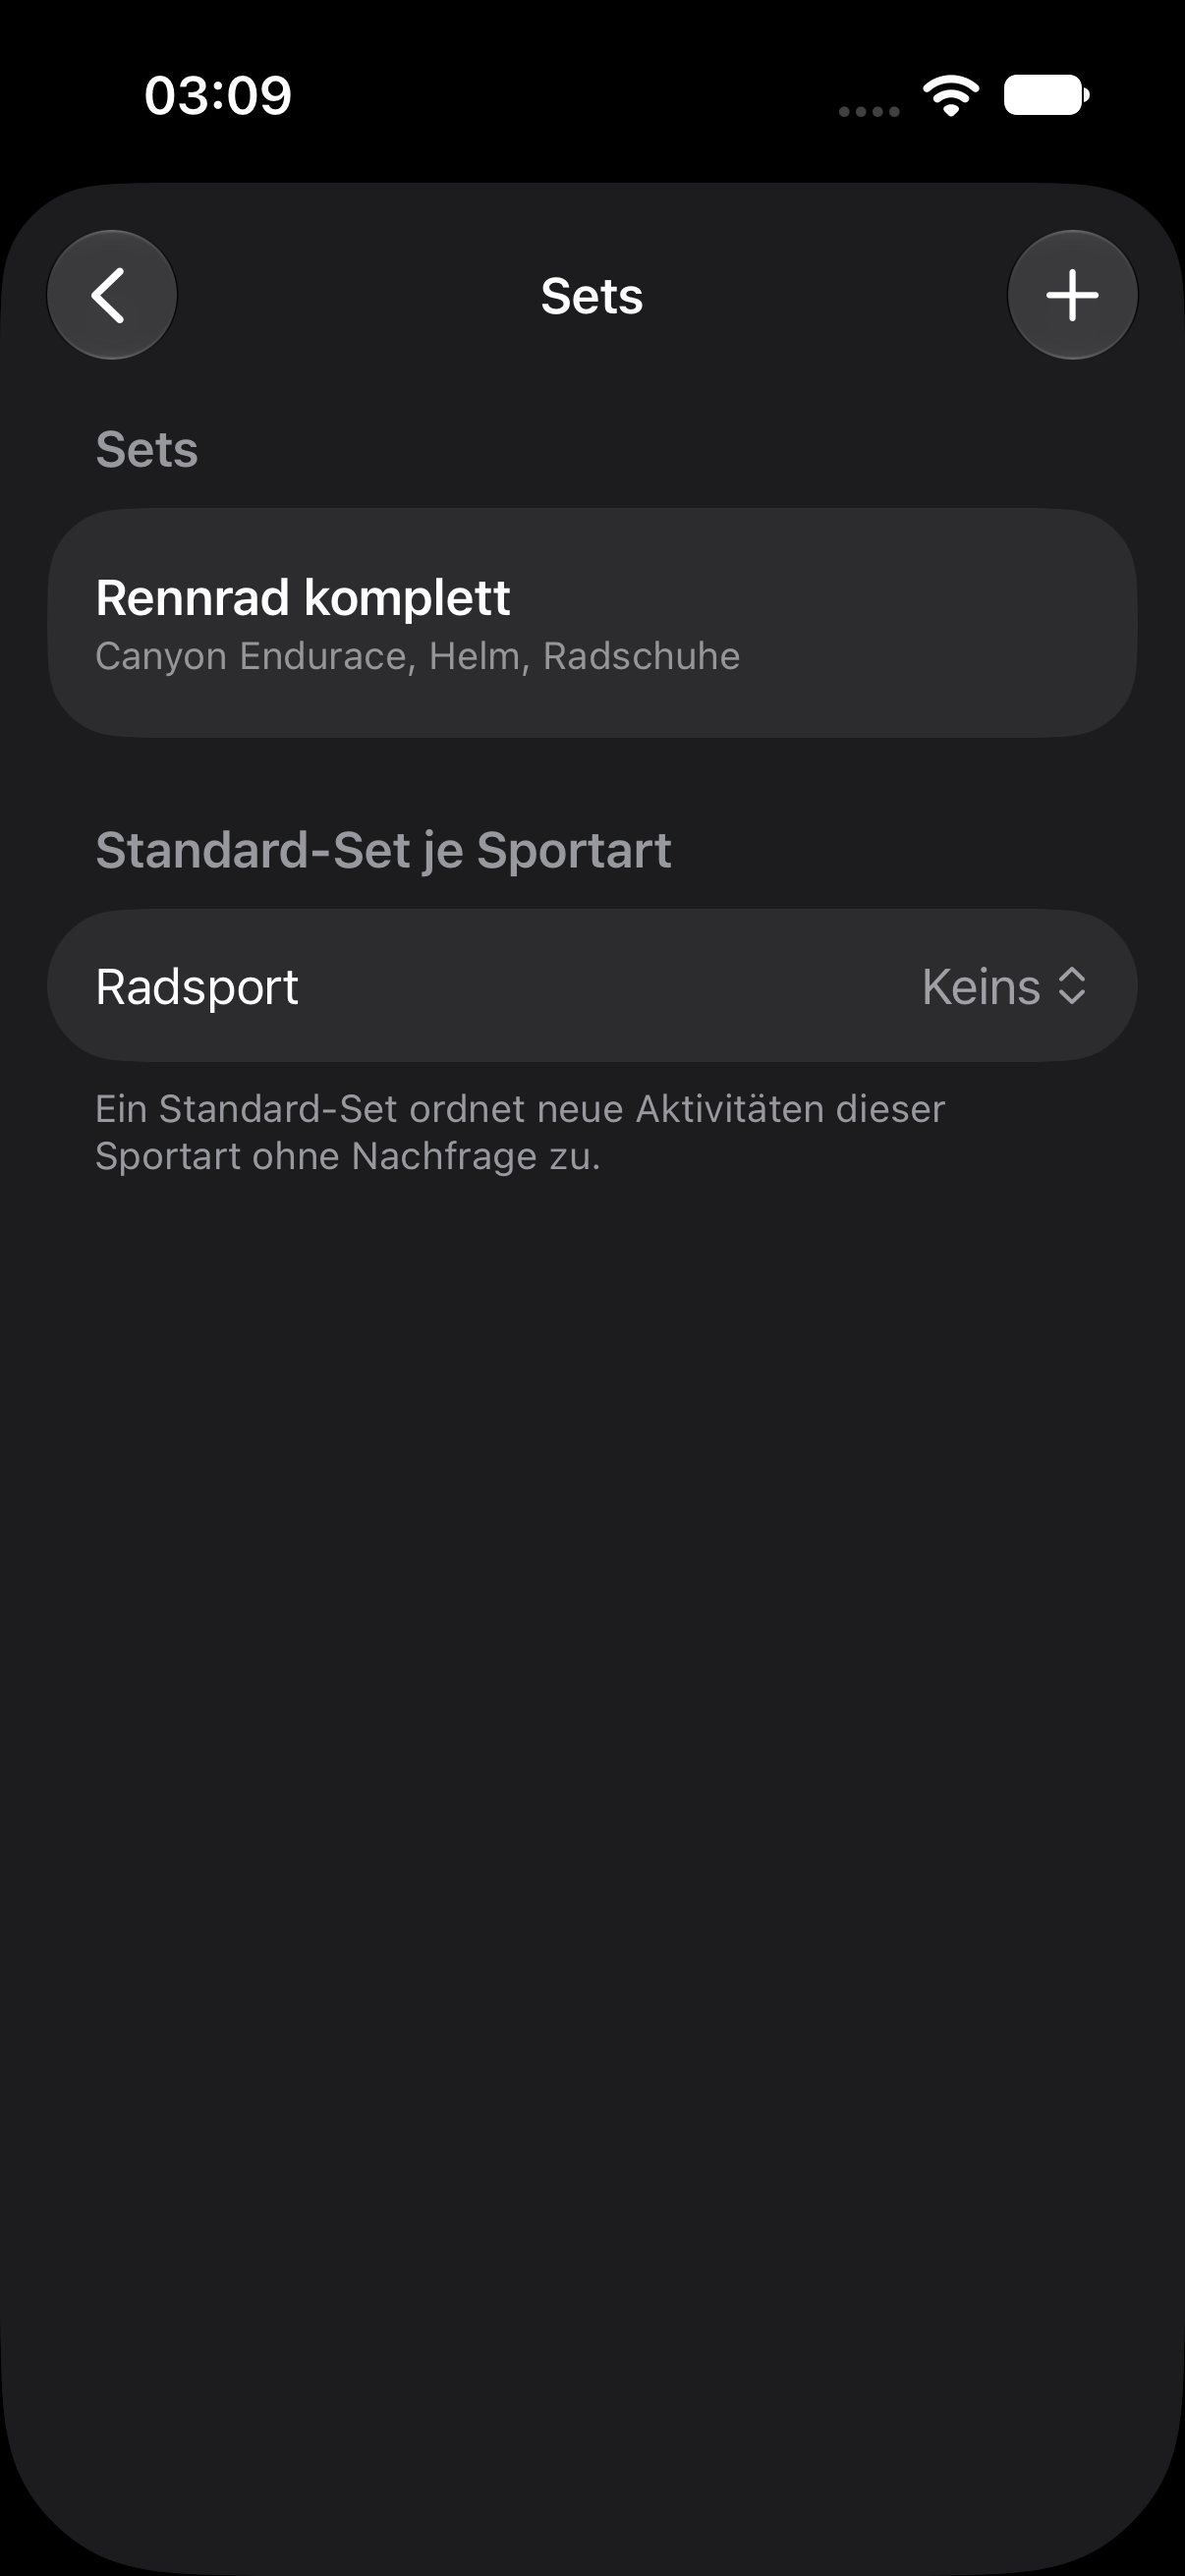 03:09
Sets
Sets
Rennrad komplett
Canyon Endurace, Helm, Radschuhe
Standard-Set je Sportart
Radsport Keins
Ein Standard-Set ordnet neue Aktivitäten dieser
Sportart ohne Nachfrage zu.